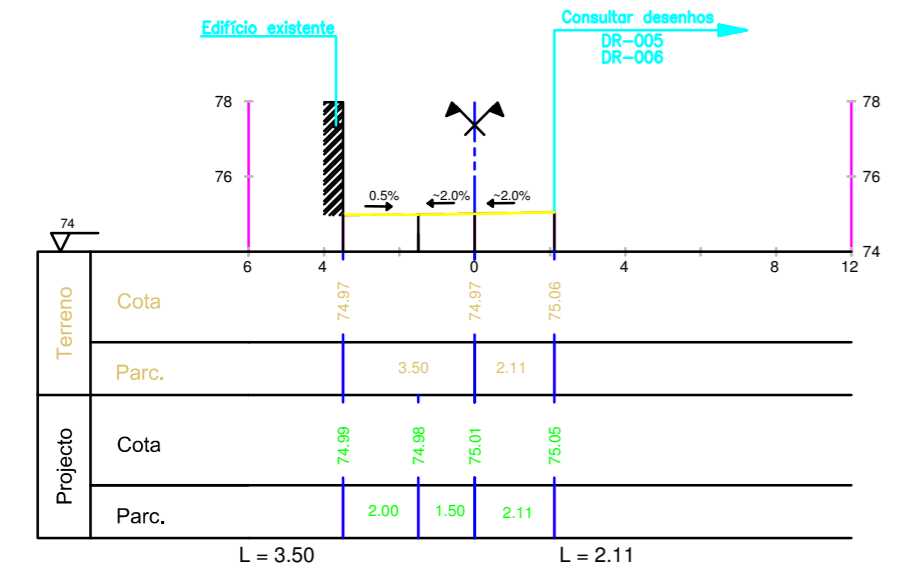 Edifício existente
Consultar desenhos
DR-005
DR-006
78
78
76
76
0.5%
~2.0%
~2.0%
74
74
6
4
0
4
8
12
Terreno
Cota
74.97
74.97
75.06
Parc.
3.50
2.11
Projecto
Cota
74.99
74.98
75.01
75.05
Parc.
2.00
1.50
2.11
L = 3.50
L = 2.11